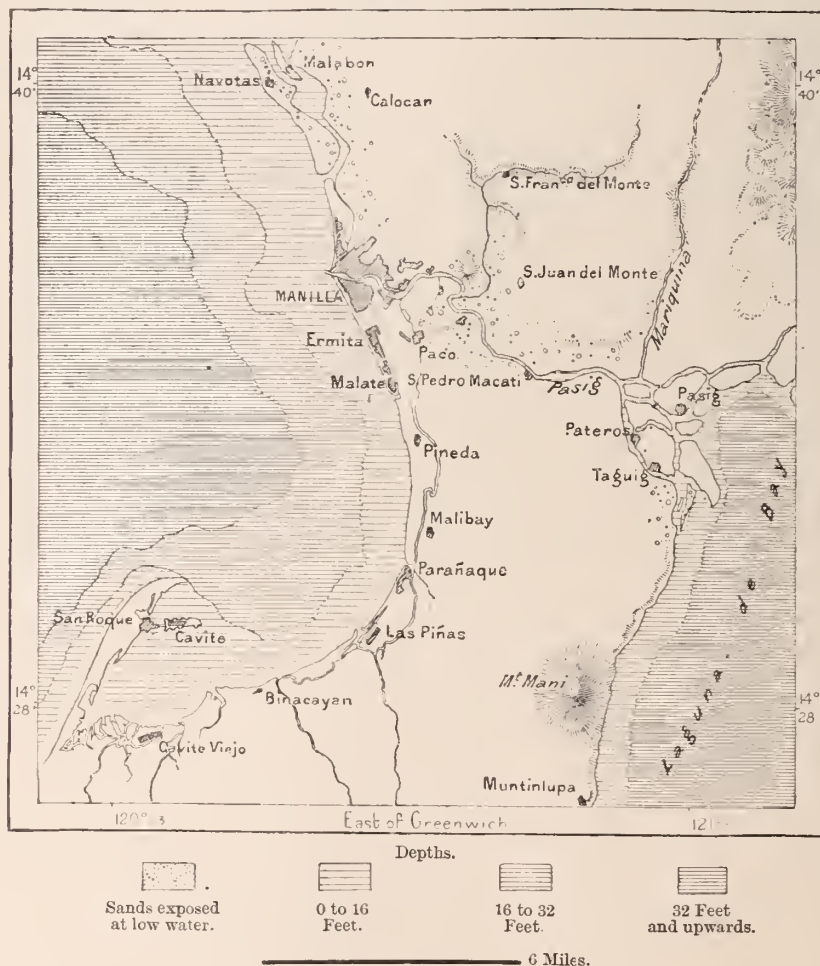 Malabon
14°
40'
Navotas
Calocan
14°
40'
S. Franco del Monte
S. Juan del Monte
Mariquina
MANILLA
Ermita
Paco
Malate
S. Pedro Macati
Pasig
Pasig
Pineda
Pateros
Taguig
Malibay
Parañaque
San Roque
Cavite
Las Piñas
Laguna de Bay
14°
28'
Mt. Mani
14°
28'
Binacayan
Cavite Viejo
Muntinlupa
120°
East of Greenwich
121°
Depths.
Sands exposed
at low water.
0 to 16
Feet.
16 to 32
Feet.
32 Feet
and upwards.
6 Miles.